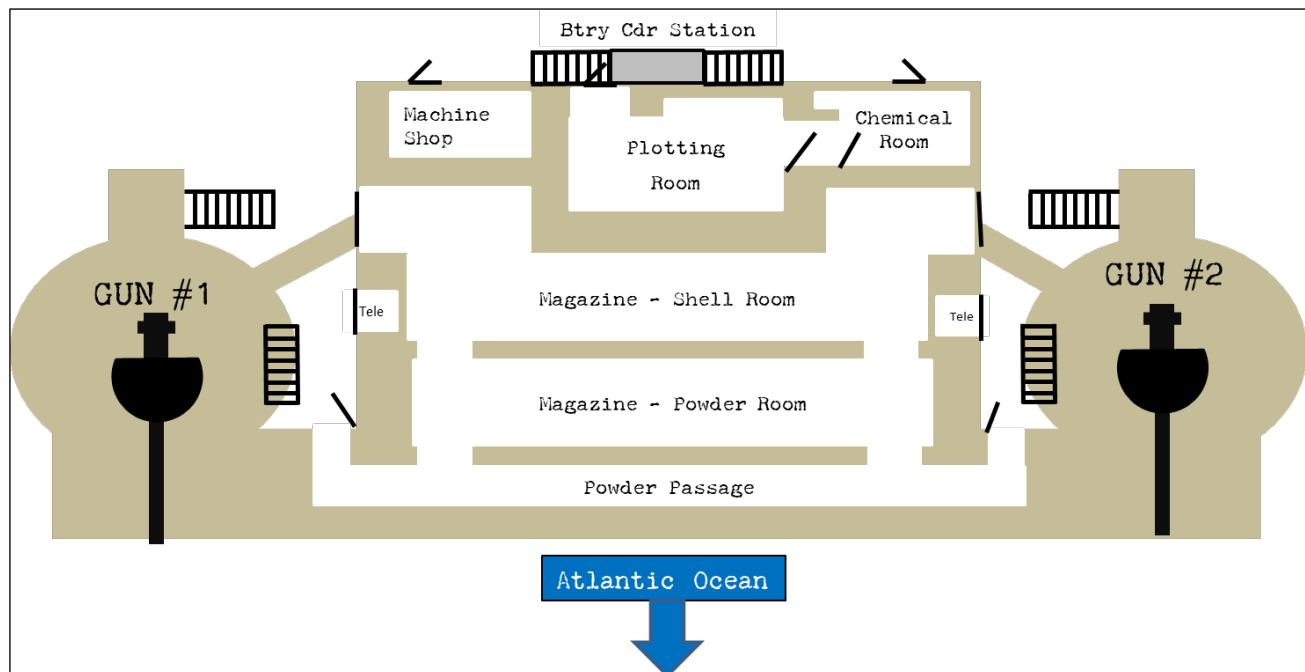 Btry Cdr Station
Machine
Shop
Plotting
Room
Chemical
Room
GUN #1
GUN #2
Tele
Magazine - Shell Room
Tele
Magazine - Powder Room
Powder Passage
Atlantic Ocean